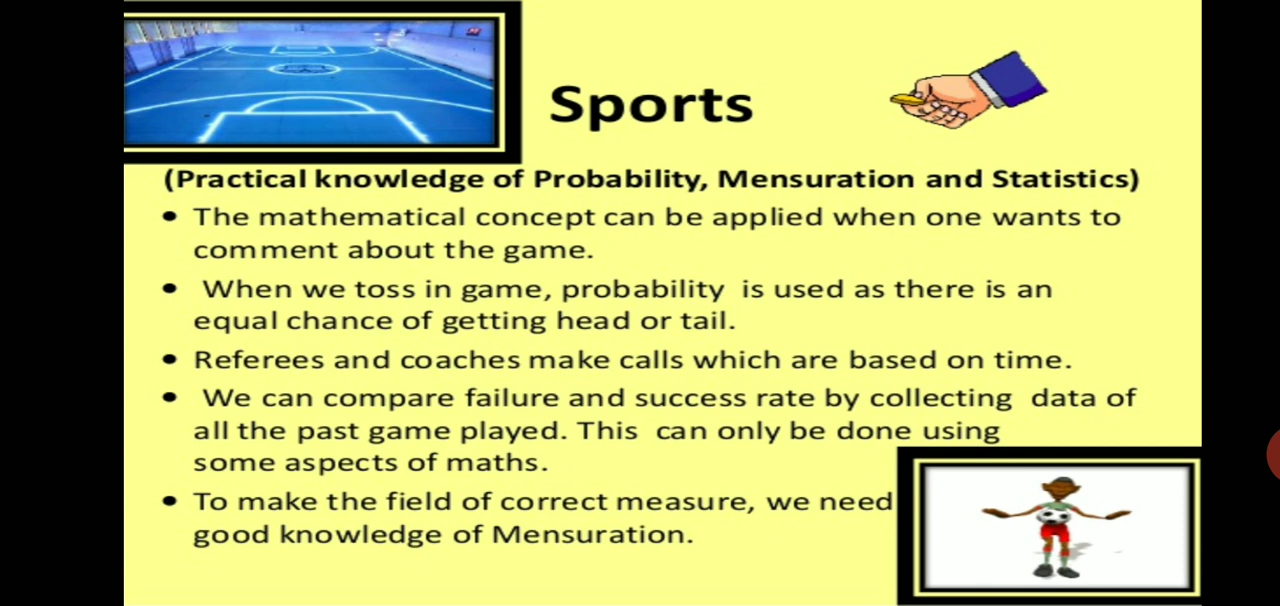 Sports
(Practical knowledge of Probability, Mensuration and Statistics)
• The mathematical concept can be applied when one wants to
comment about the game.
• When we toss in game, probability is used as there is an
equal chance of getting head or tail.
• Referees and coaches make calls which are based on time.
• We can compare failure and success rate by collecting data of
all the past game played. This can only be done using
some aspects of maths.
• To make the field of correct measure, we need
good knowledge of Mensuration.